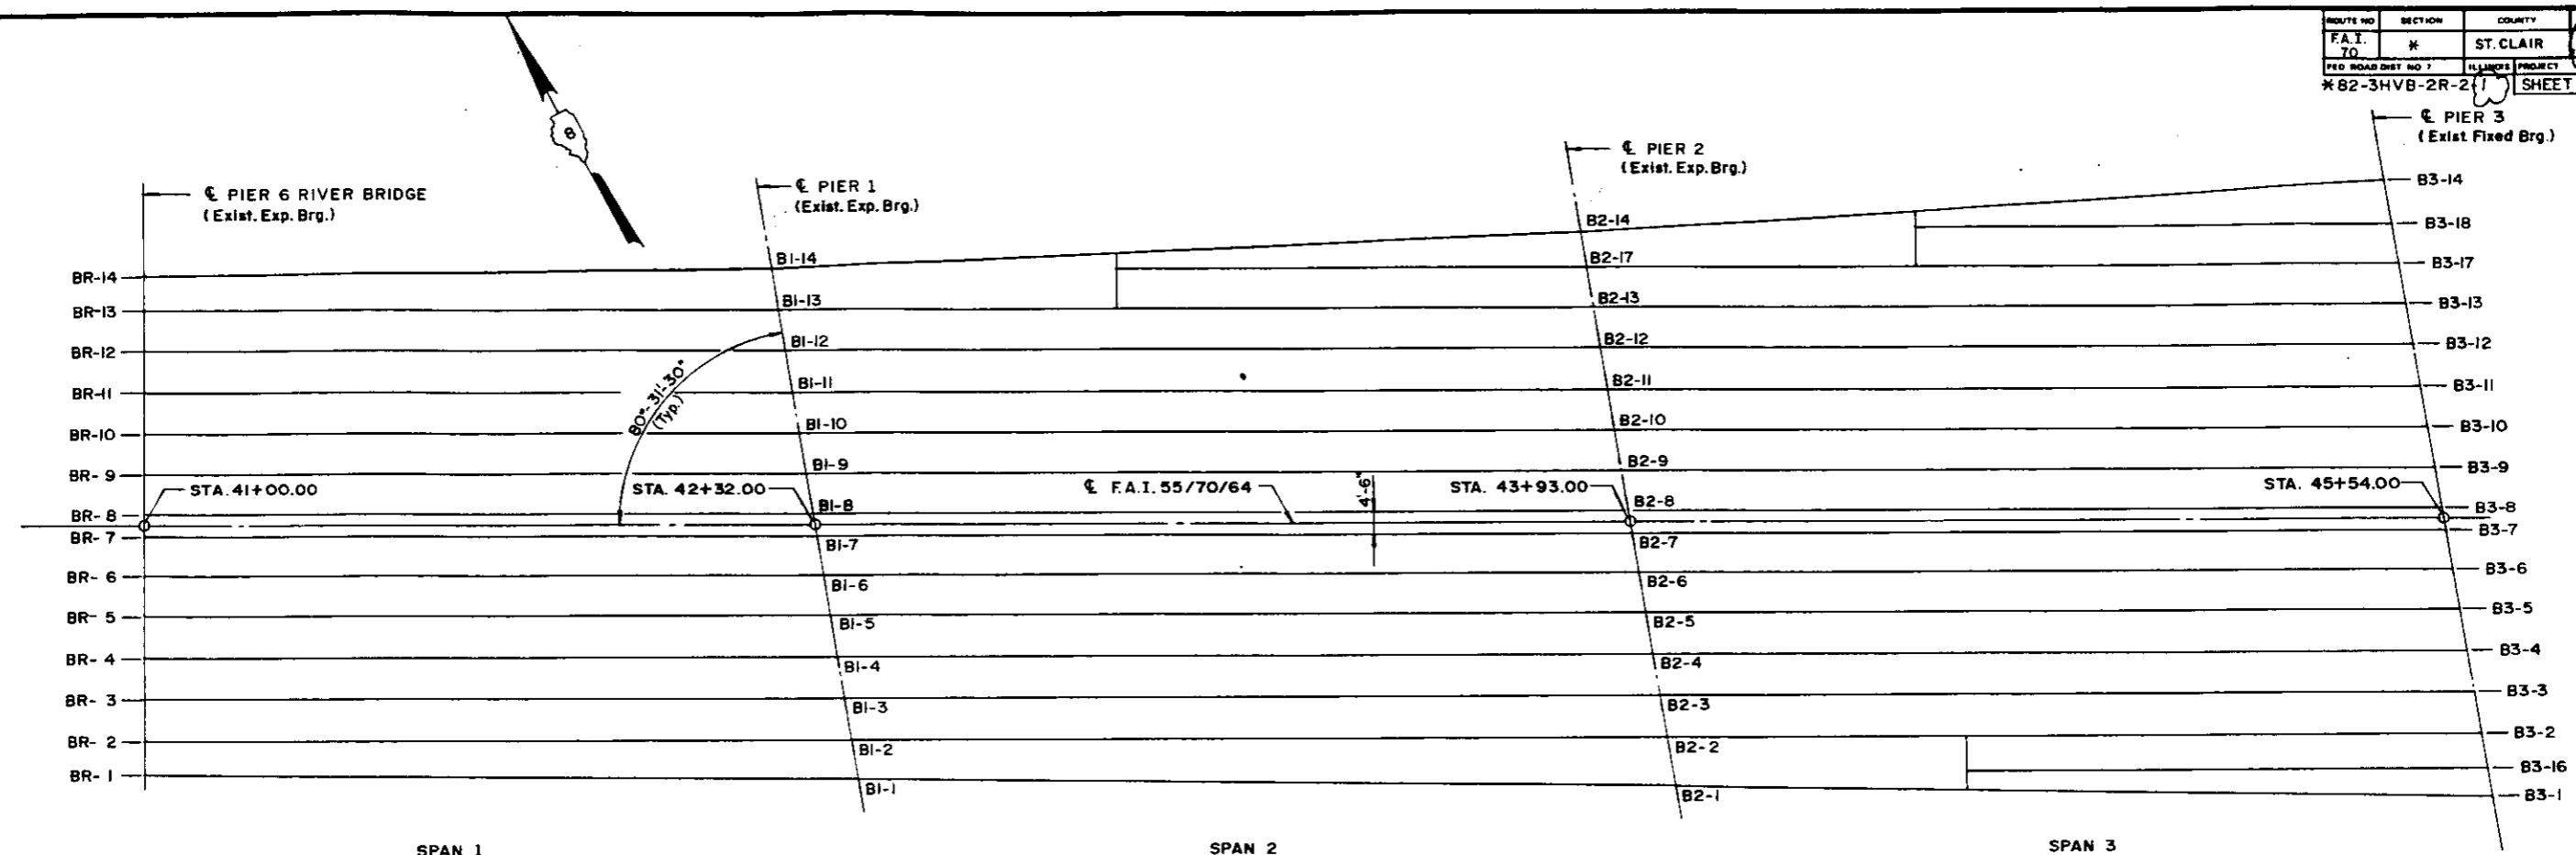 ROUTE NO SECTION COUNTY
F.A.I. 70 * ST. CLAIR
FED ROAD DIST NO 7 ILLINOIS PROJECT
*82-3HVB-2R-2 1 SHEET
℄ PIER 6 RIVER BRIDGE
(Exist. Exp. Brg.)
℄ PIER 1
(Exist. Exp. Brg.)
℄ PIER 2
(Exist. Exp. Brg.)
℄ PIER 3
(Exist Fixed Brg.)
8
BR-14
BR-13
BR-12
BR-11
BR-10
BR- 9
BR- 8
BR- 7
BR- 6
BR- 5
BR- 4
BR- 3
BR- 2
BR- 1
STA. 41+00.00
80°-31'-30"
(Typ.)
STA. 42+32.00
B1-14
B1-13
B1-12
B1-11
B1-10
B1-9
B1-8
B1-7
B1-6
B1-5
B1-4
B1-3
B1-2
B1-1
℄ F.A.I. 55/70/64
4'-6"
STA. 43+93.00
B2-14
B2-17
B2-13
B2-12
B2-11
B2-10
B2-9
B2-8
B2-7
B2-6
B2-5
B2-4
B2-3
B2-2
B2-1
STA. 45+54.00
B3-14
B3-18
B3-17
B3-13
B3-12
B3-11
B3-10
B3-9
B3-8
B3-7
B3-6
B3-5
B3-4
B3-3
B3-2
B3-16
B3-1
SPAN 1
SPAN 2
SPAN 3